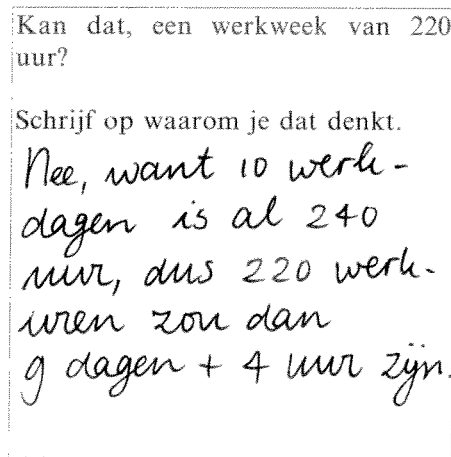 Kan dat, een werkweek van 220
uur?
Schrijf op waarom je dat denkt.
Nee, want 10 werk-
dagen is al 240
uur, dus 220 werk-
uren zou dan
9 dagen + 4 uur zijn.